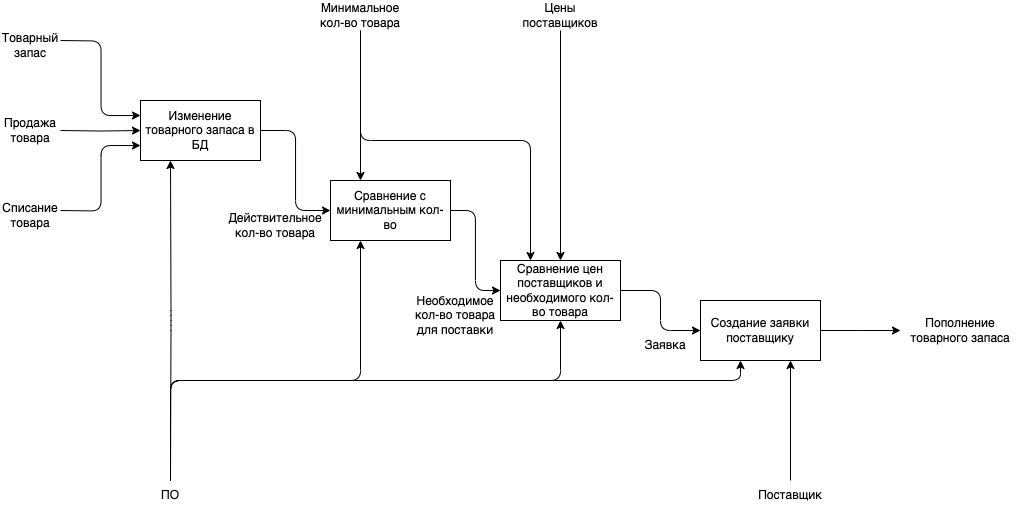 Минимальное
кол-во товара
Цены
поставщиков
Товарный
запас
Продажа
товара
Списание
товара
Изменение
товарного запаса в
БД
Действительное
кол-во товара
Сравнение с
минимальным кол-
во
Необходимое
кол-во товара
для поставки
Сравнение цен
поставщиков и
необходимого кол-
во товара
Заявка
Создание заявки
поставщику
Пополнение
товарного запаса
ПО
Поставщик